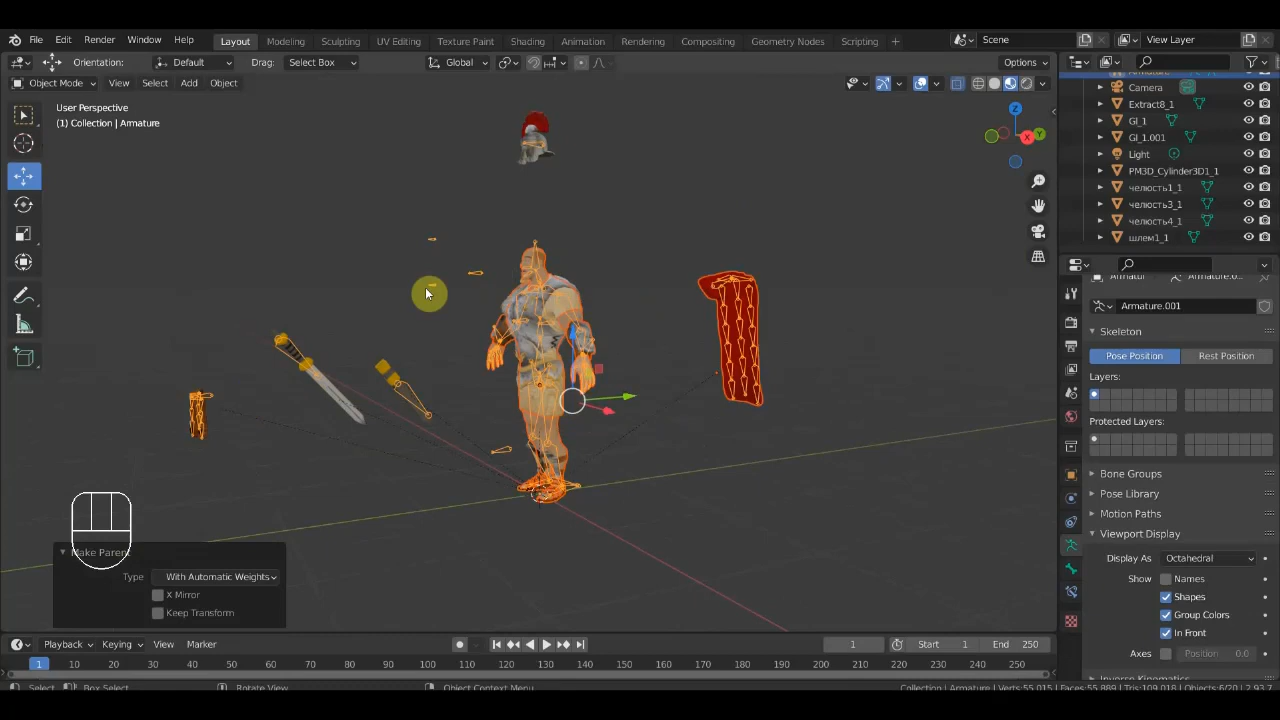 File Edit Render Window Help Layout Modeling Sculpting UV Editing Texture Paint Shading Animation Rendering Compositing Geometry Nodes Scripting + Scene View Layer
Orientation: Default Drag: Select Box Global Options
Object Mode View Select Add Object
User Perspective
(1) Collection | Armature
Z
Y
X
Camera
Extract8_1
Gl_1
Gl_1.001
Light
PM3D_Cylinder3D1_1
челюсть1_1
челюсть3_1
челюсть4_1
шлем1_1
Armature.001
Skeleton
Pose Position Rest Position
Layers:
Protected Layers:
Bone Groups
Pose Library
Motion Paths
Viewport Display
Display As Octahedral
Show Names
Shapes
Group Colors
In Front
Axes Position 0.0
Make Parent
Type With Automatic Weights
X Mirror
Keep Transform
Playback Keying View Marker 1 Start 1 End 250
1 10 20 30 40 50 60 70 80 90 100 110 120 130 140 150 160 170 180 190 200 210 220 230 240 250
Select Box Select Rotate View Object Context Menu Collection | Armature | Verts:55,015 | Faces:55,889 | Tris:109,018 | Objects:6/20 | 2.93.7